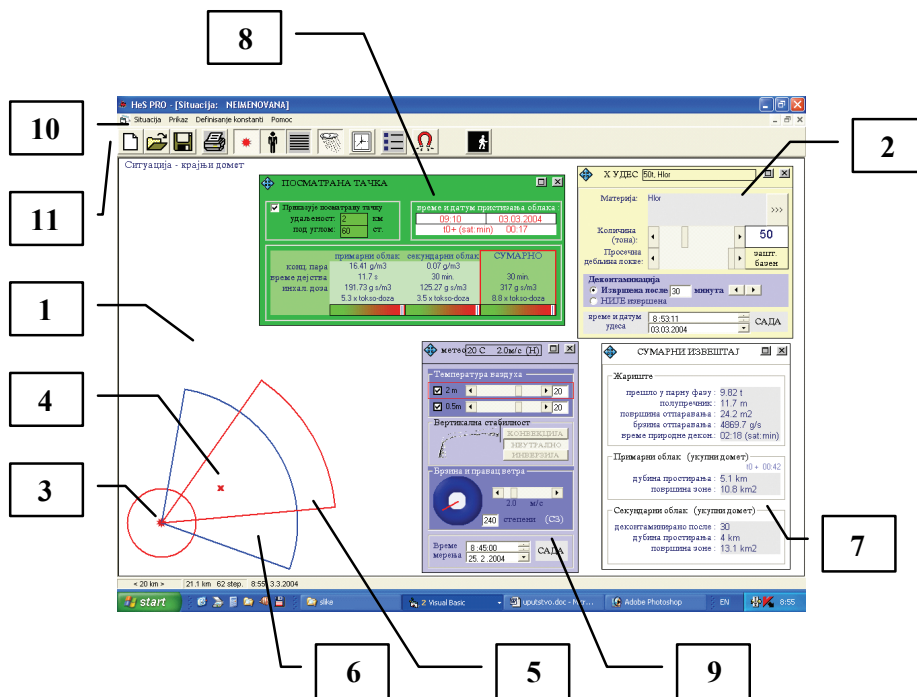 8
10
11
1
4
3
2
7
6
5
9
HeS PRO - [Situacija: NEIMENOVANA]
Situacija Prikaz Definisanje konstanti Pomoc
Ситуација - крајњи домет
ПОСМАТРАНА ТАЧКА
Приказује посматрану тачку
удаљеност: 2 км
под углом: 60 ст.
време и датум пристизања облака
09:10 03.03.2004
t0+ (sat:min) 00:17
примарни облак секундарни облак СУМАРНО
конц. пара 16.41 g/m3 0.07 g/m3
време дејства 11.7 s 30 min. 30 min.
инхал. доза 191.73 g s/m3 125.27 g s/m3 317 g s/m3
5.3 x tokso-doza 3.5 x tokso-doza 8.8 x tokso-doza
Х УДЕС 50t, Hlor
Материја: Hlor
>>>
Количина (тона): 50
Просечна дебљина локве: зашт. базен
Деконтаминација
Извршена после 30 минута
НИЈЕ извршена
време и датум удеса 8:53:11 САДА
03.03.2004
метео 20 C 2.0м/с (Н)
Температура ваздуха
2 m 20
0.5m 20
Вертикална стабилност
КОНВЕКЦИЈА
НЕУТРАЛНО
ИНВЕРЗИЈА
Брзина и правац ветра
2.0 м/с
240 степени (СЗ)
Време мерења 8:45:00 САДА
25. 2 .2004
СУМАРНИ ИЗВЕШТАЈ
Жариште
прешло у парну фазу : 9.82 t
полупречник : 11.7 m
површина отпаравања : 24.2 m2
брзина отпаравања : 4869.7 g/s
време природне декон. : 02:18 (sat:min)
Примарни облак (укупни домет)
t0 + 00:42
дубина простирања : 5.1 km
површина зоне : 10.8 km2
Секундарни облак (укупни домет)
деконтаминирано после : 30
дубина простирања : 4 km
површина зоне : 13.1 km2
< 20 km > 21.1 km 62 step. 8:55 3.3.2004
start slike 2 Visual Basic uputstvo.doc - Micr... Adobe Photoshop EN 8:55